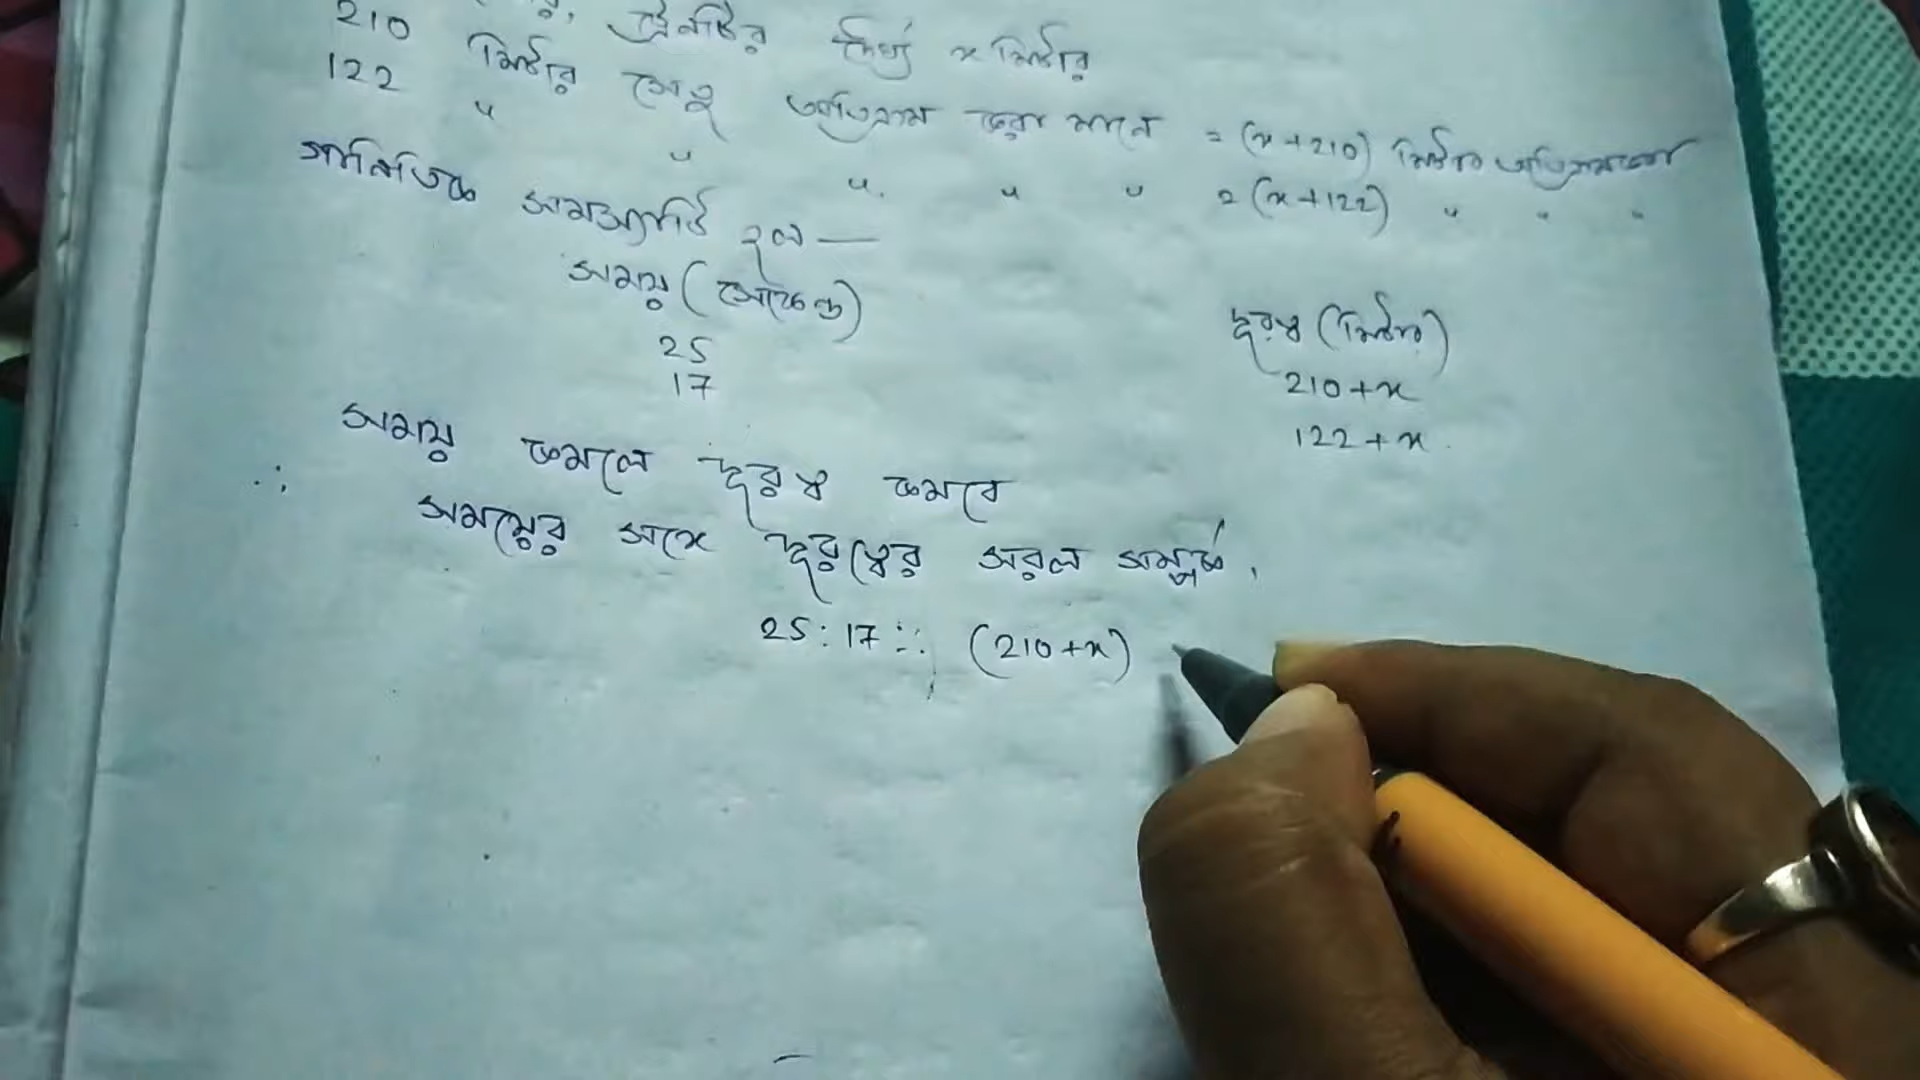 ট্রেনটির দৈর্ঘ্য x মিটার
210 মিটার সেতু অতিক্রম করা মানে = (x+210) মিটার অতিক্রম করা
122 " " " " " = (x+122) " " "
গানিতিক সমস্যাটি হল —
সময় (সেকেন্ড) দূরত্ব (মিটার)
25 210+x
17 122+x
সময় কমলে দূরত্ব কমবে
∴ সময়ের সঙ্গে দূরত্বের সরল সম্পর্ক,
25:17 :: (210+x)